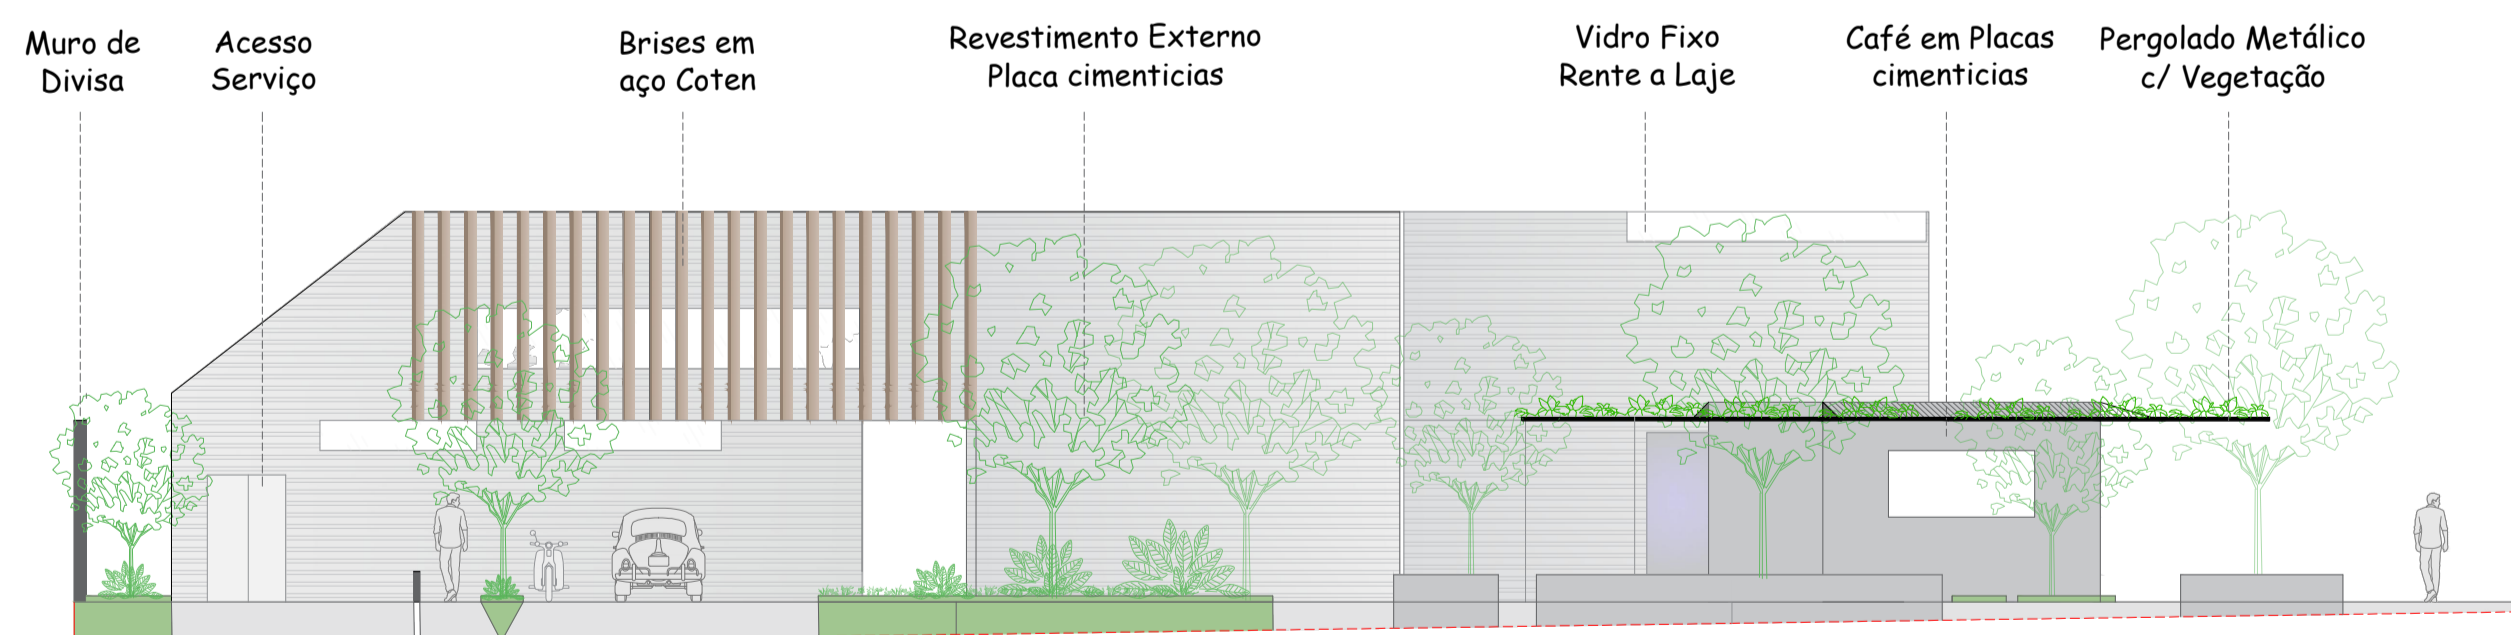 Muro de
Divisa
Acesso
Serviço
Brises em
aço Coten
Revestimento Externo
Placa cimenticias
Vidro Fixo
Rente a Laje
Café em Placas
cimenticias
Pergolado Metálico
c/ Vegetação